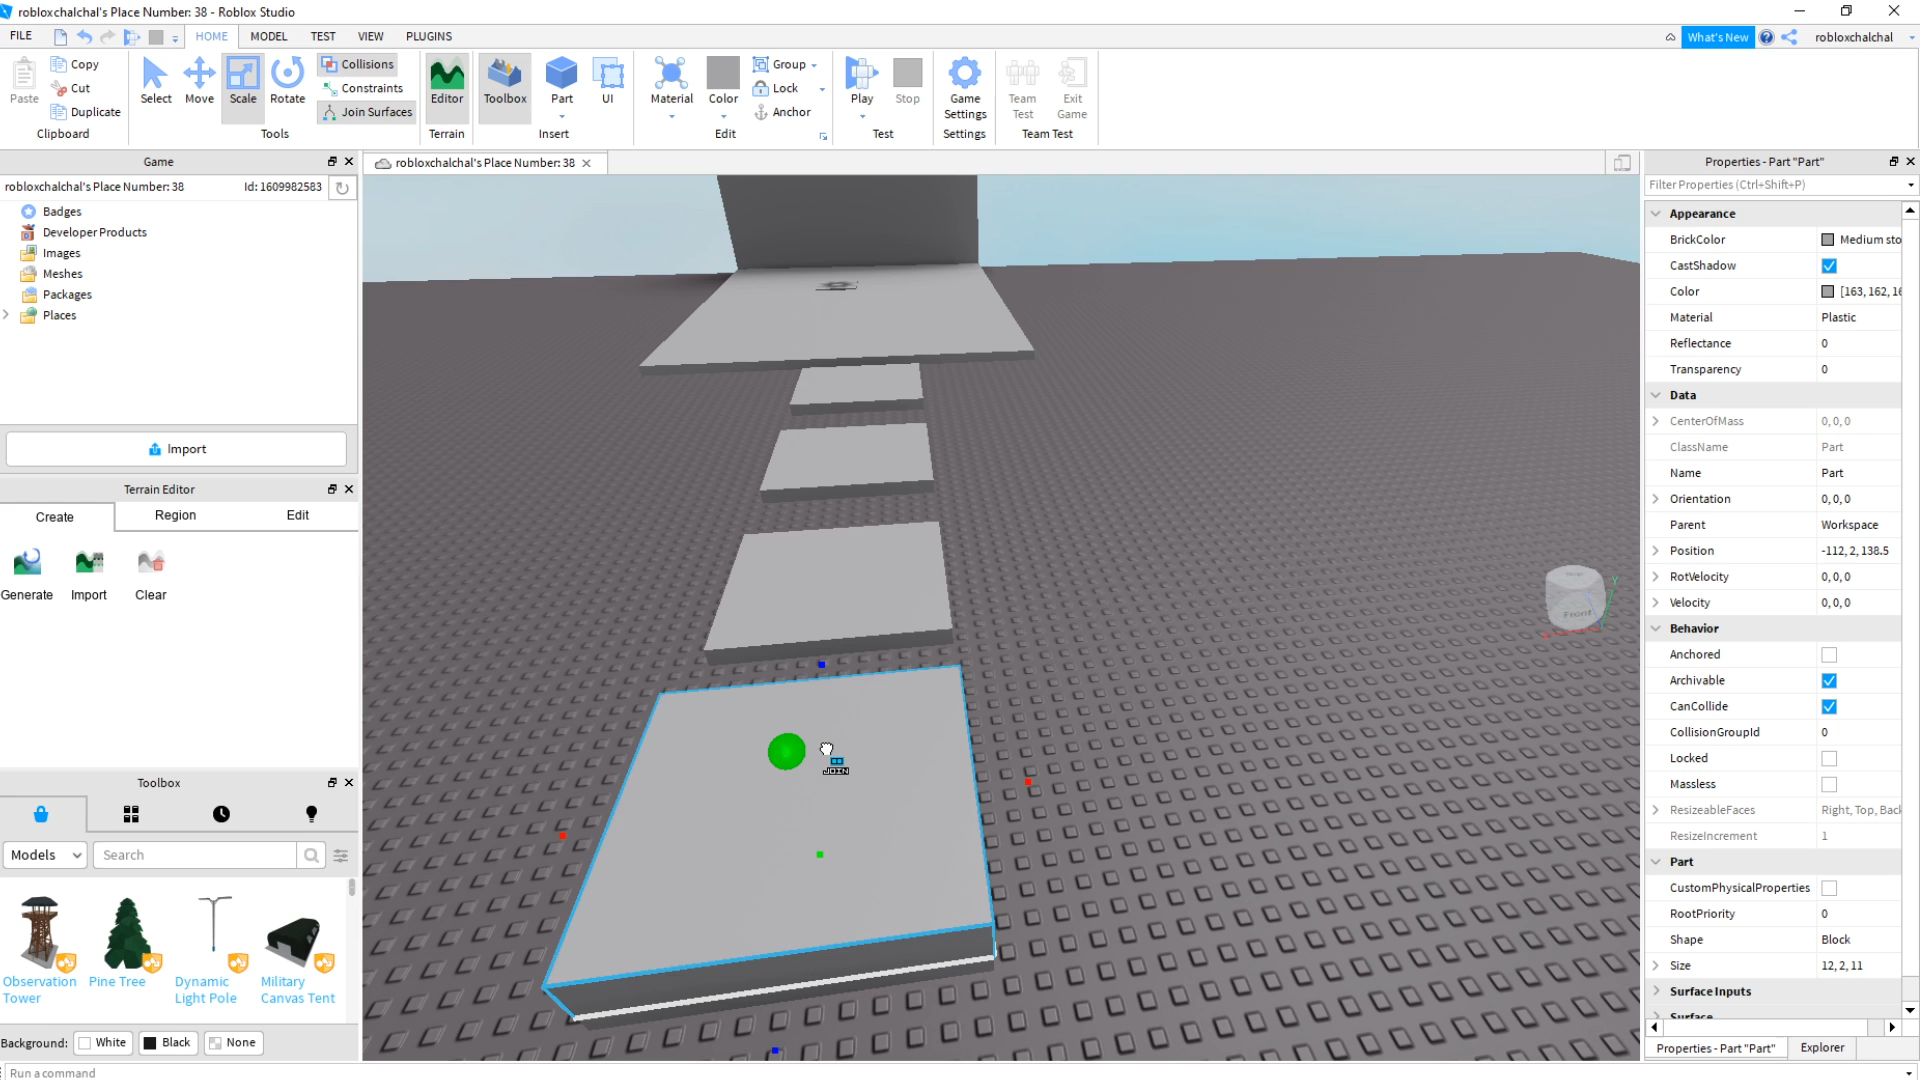 robloxchalchal's Place Number: 38 - Roblox Studio
FILE HOME MODEL TEST VIEW PLUGINS
What's New
robloxchalchal
Paste
Copy
Cut
Duplicate
Clipboard
Select Move Scale Rotate
Collisions
Constraints
Join Surfaces
Tools
Editor
Terrain
Toolbox Part UI
Insert
Material Color
Group
Lock
Anchor
Edit
Play Stop
Test
Game
Settings
Settings
Team
Test
Exit
Game
Team Test
Game
robloxchalchal's Place Number: 38
Id: 1609982583
Badges
Developer Products
Images
Meshes
Packages
Places
Import
Terrain Editor
Create Region Edit
Generate Import Clear
Toolbox
Models
Search
Observation
Tower
Pine Tree
Dynamic
Light Pole
Military
Canvas Tent
Background: White Black None
Run a command
robloxchalchal's Place Number: 38
JOIN
Front
Y
Properties - Part "Part"
Filter Properties (Ctrl+Shift+P)
Appearance
BrickColor Medium sto
CastShadow
Color [163, 162, 16
Material Plastic
Reflectance 0
Transparency 0
Data
CenterOfMass 0, 0, 0
ClassName Part
Name Part
Orientation 0, 0, 0
Parent Workspace
Position -112, 2, 138.5
RotVelocity 0, 0, 0
Velocity 0, 0, 0
Behavior
Anchored
Archivable
CanCollide
CollisionGroupId 0
Locked
Massless
ResizeableFaces Right, Top, Back
ResizeIncrement 1
Part
CustomPhysicalProperties
RootPriority 0
Shape Block
Size 12, 2, 11
Surface Inputs
Surface
Properties - Part "Part" Explorer